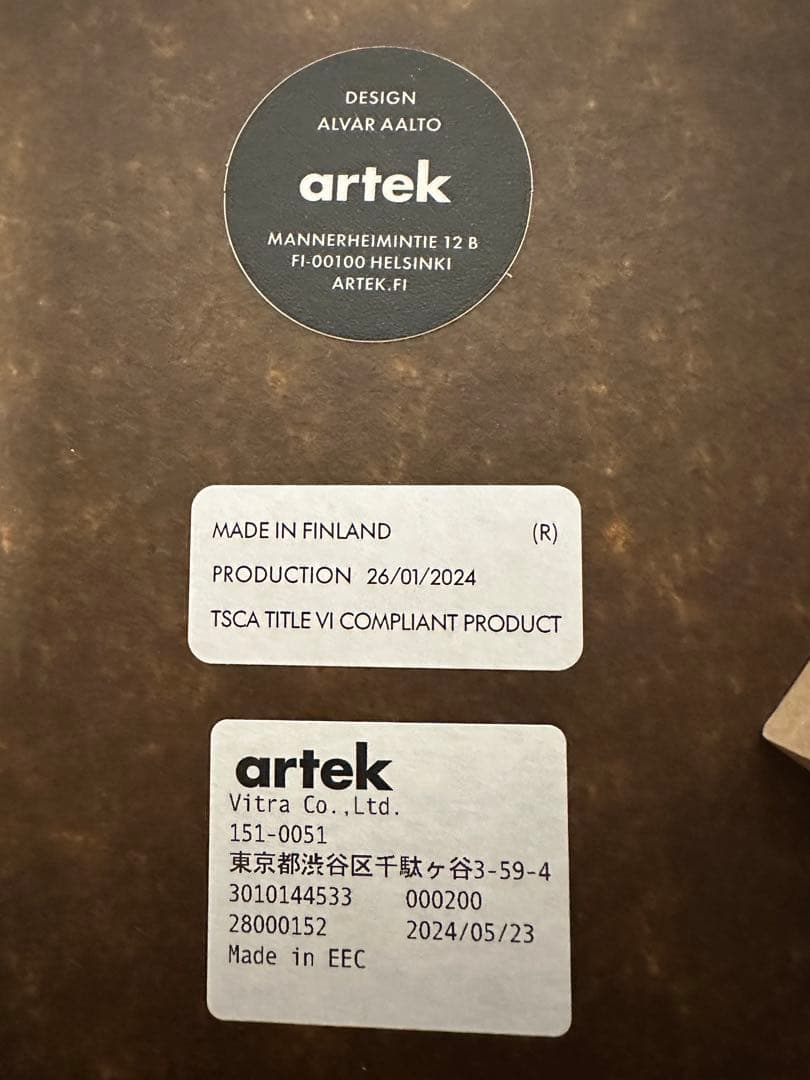 DESIGN
ALVAR AALTO
artek
MANNERHEIMINTIE 12 B
FI-00100 HELSINKI
ARTEK.FI
MADE IN FINLAND (R)
PRODUCTION 26/01/2024
TSCA TITLE VI COMPLIANT PRODUCT
artek
Vitra Co.,Ltd.
151-0051
東京都渋谷区千駄ヶ谷3-59-4
3010144533 000200
28000152 2024/05/23
Made in EEC